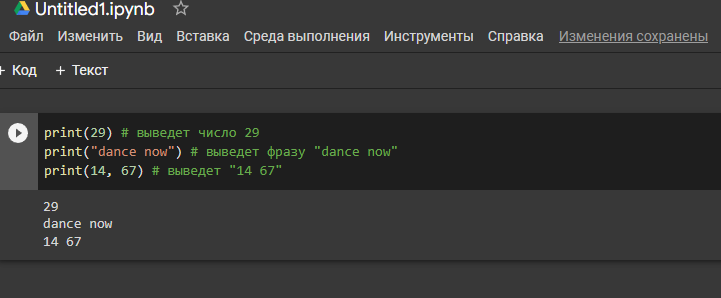 Untitled1.ipynb
Файл Изменить Вид Вставка Среда выполнения Инструменты Справка Изменения сохранены
+ Код + Текст
print(29) # выведет число 29
print("dance now") # выведет фразу "dance now"
print(14, 67) # выведет "14 67"
29
dance now
14 67